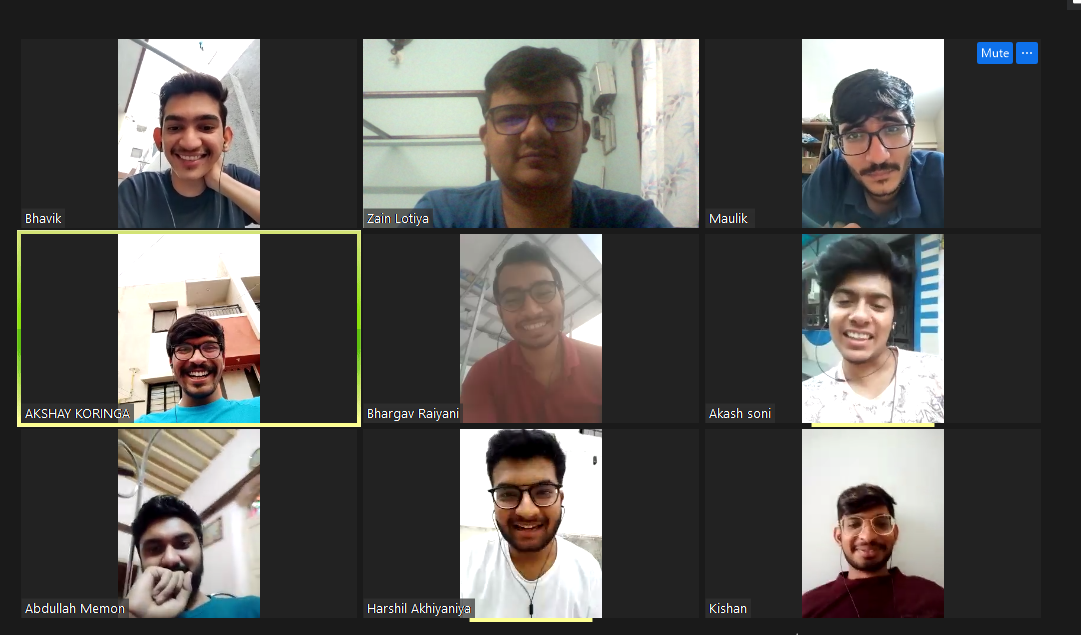 Mute ...
Bhavik
Zain Lotiya
Maulik
AKSHAY KORINGA
Bhargav Raiyani
Akash soni
Abdullah Memon
Harshil Akhiyaniya
Kishan